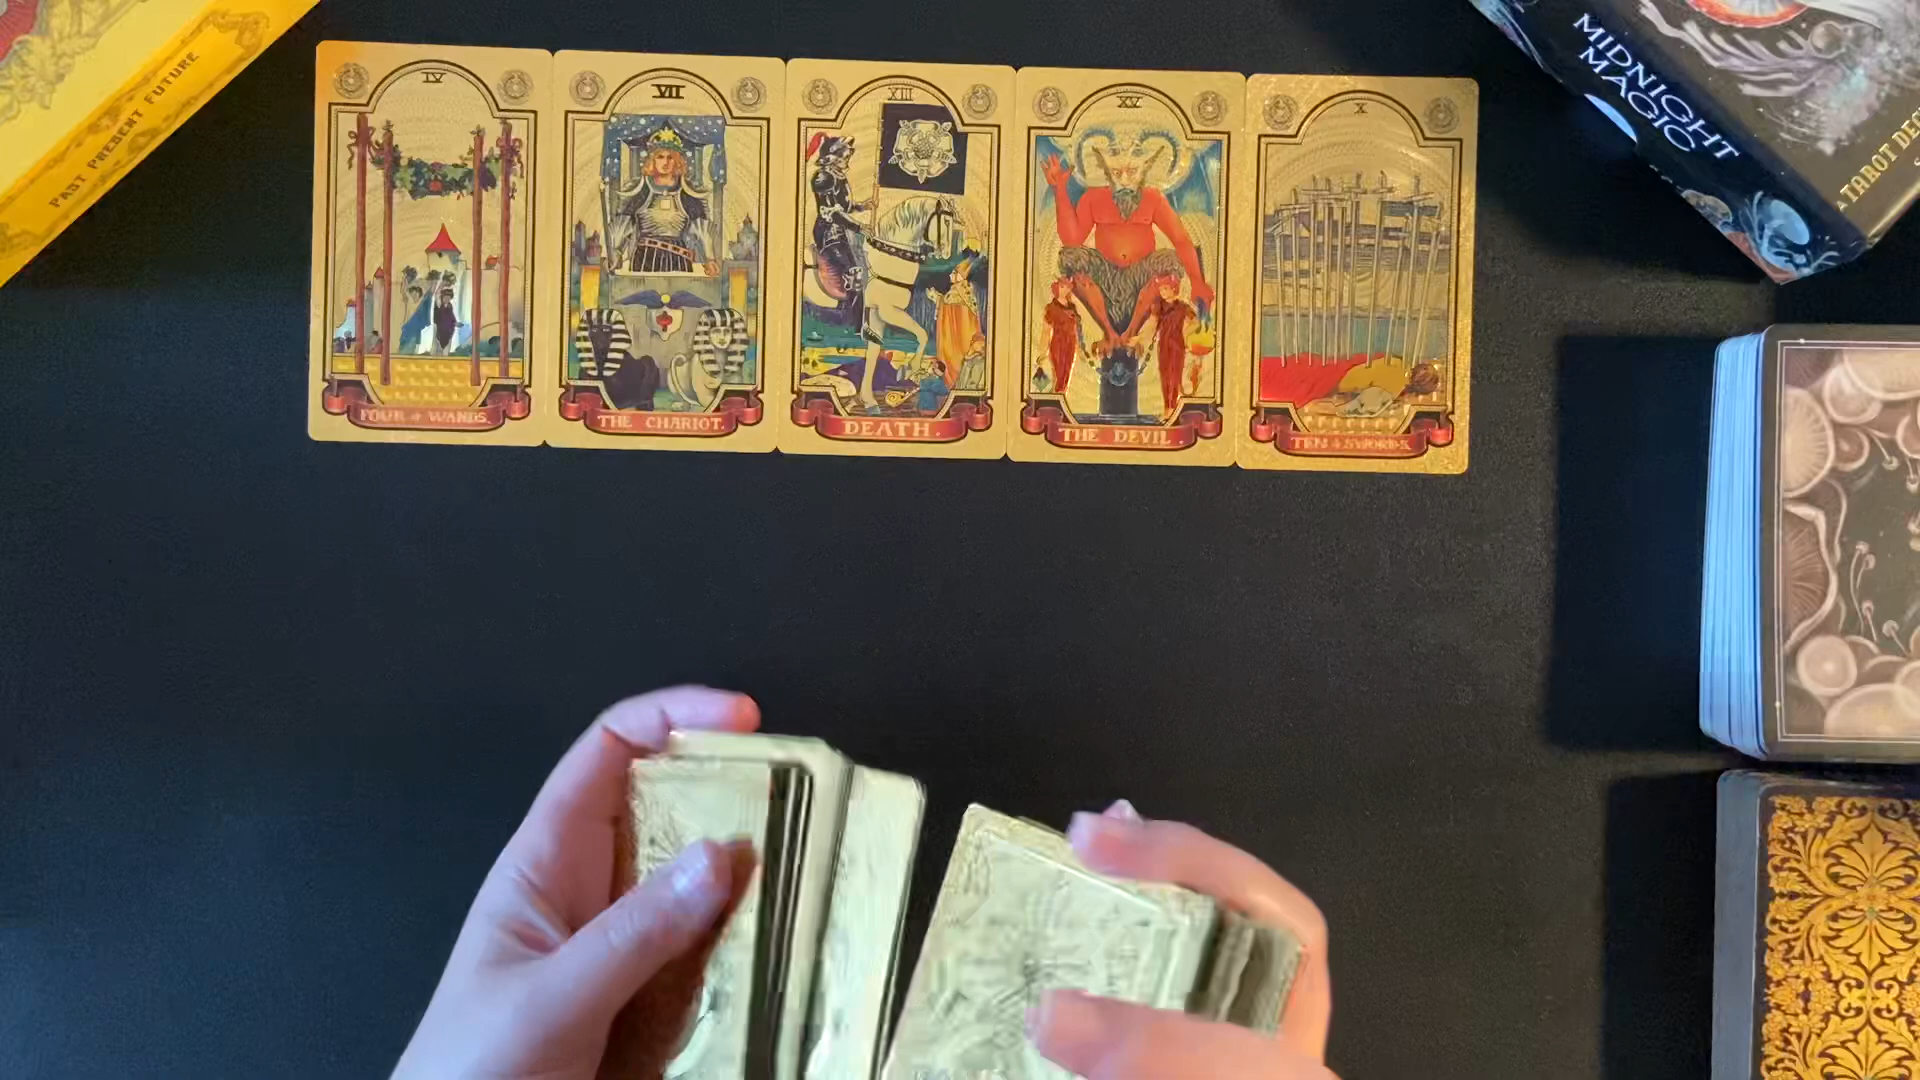 PAST PRESENT FUTURE
IV
FOUR of WANDS.
VII
THE CHARIOT.
XIII
DEATH.
XV
THE DEVIL.
X
TEN of SWORDS.
MIDNIGHT
MAGIC
A TAROT DEC